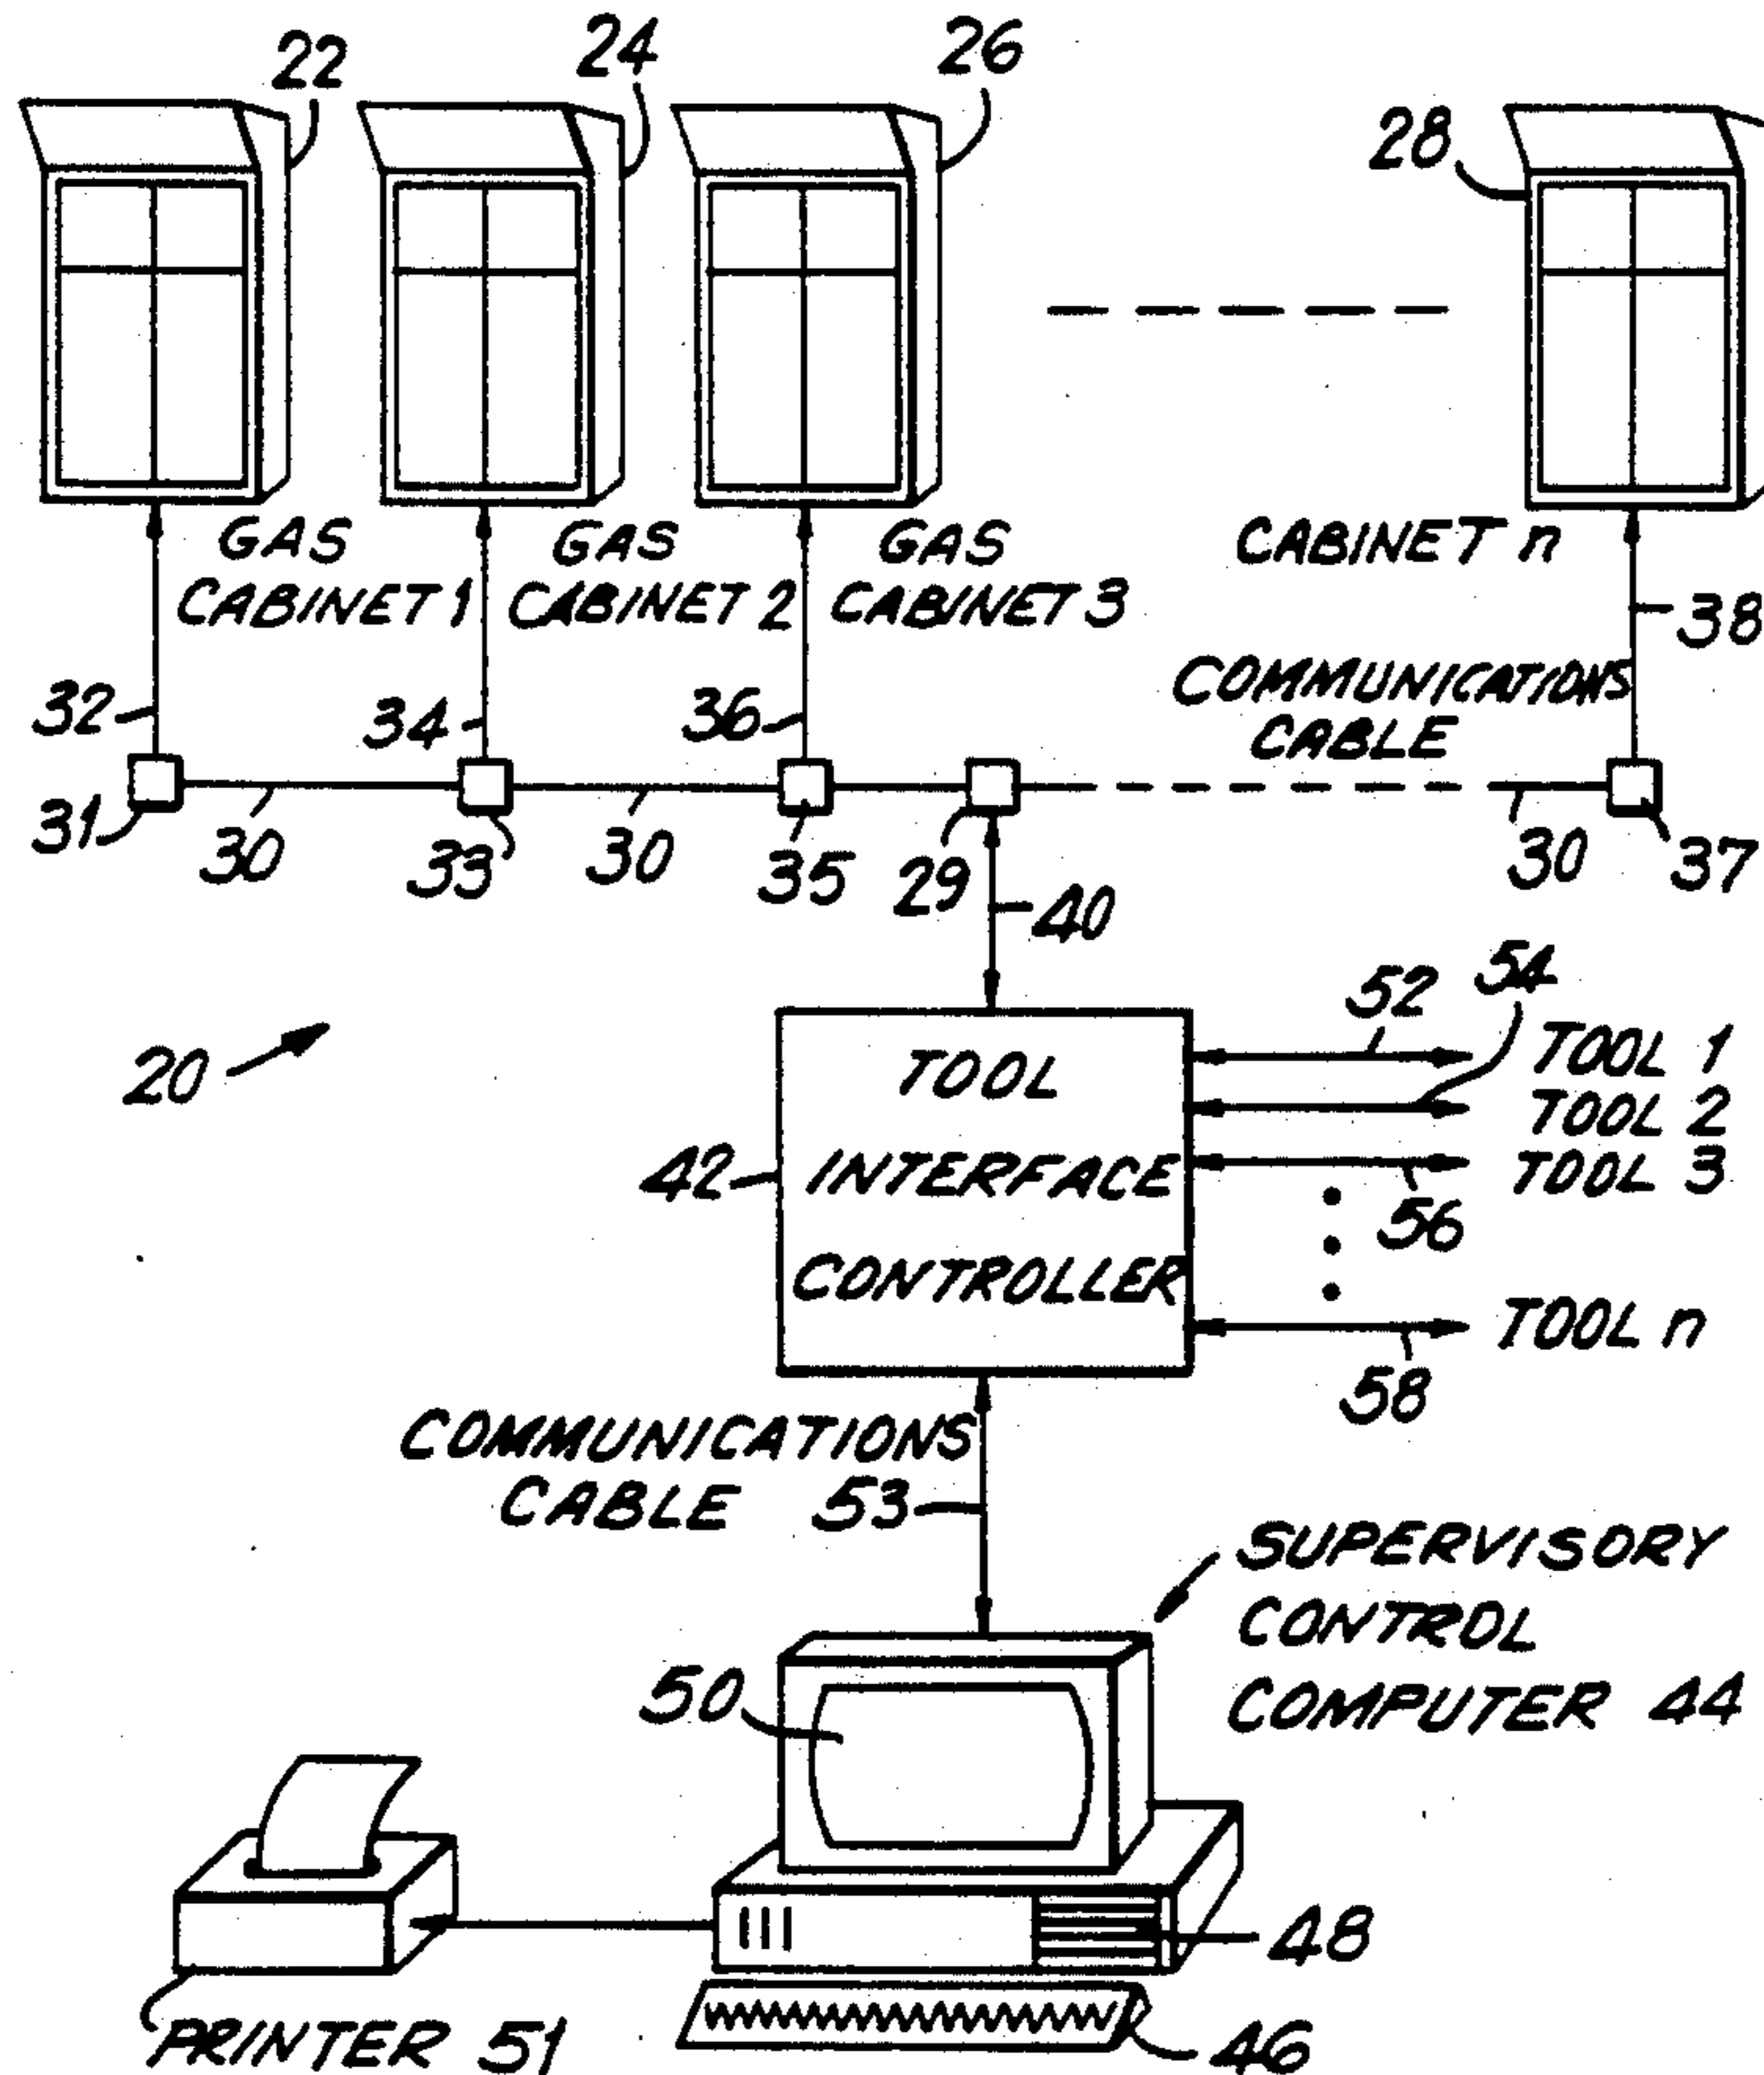 22
24
26
28
GAS
CABINET 1
GAS
CABINET 2
GAS
CABINET 3
CABINET n
38
COMMUNICATIONS
CABLE
32
34
36
31
30
33
30
35
29
30
37
40
20
42
TOOL
INTERFACE
CONTROLLER
52
54
TOOL 1
TOOL 2
TOOL 3
56
TOOL n
58
COMMUNICATIONS
CABLE 53
SUPERVISORY
CONTROL
COMPUTER 44
50
48
46
PRINTER 51